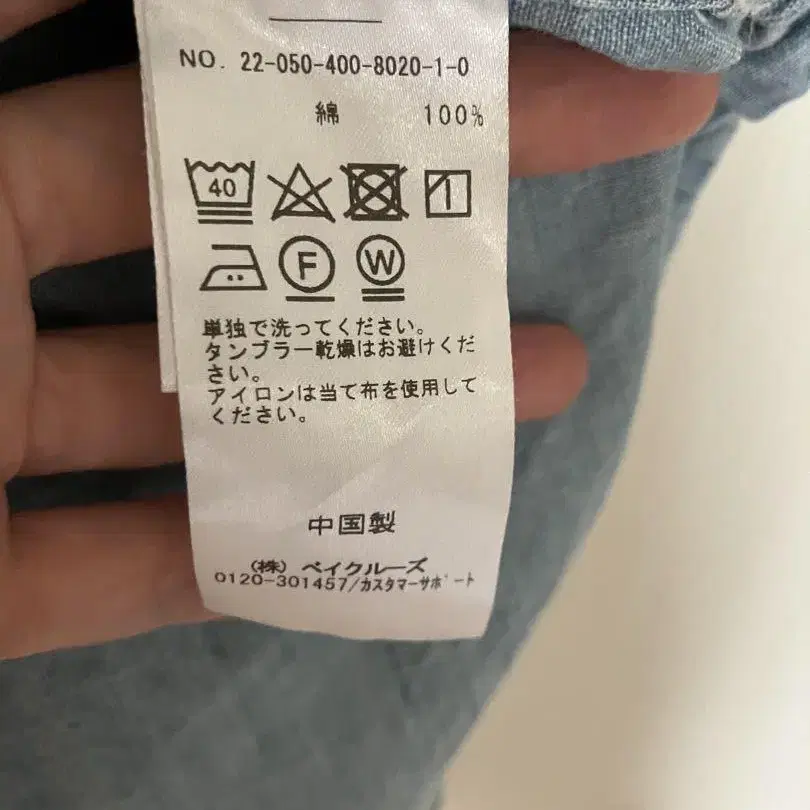 NO. 22-050-400-8020-1-0
綿 100%
40
F W
単独で洗ってください。
タンブラー乾燥はお避けくだ
さい。
アイロンは当て布を使用して
ください。
中国製
(株) ベイクルーズ
0120-301457/カスタマーサポート